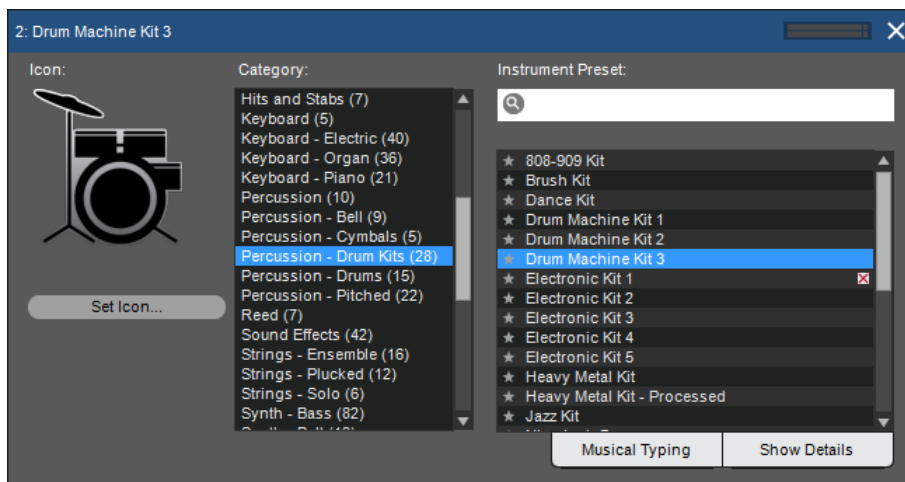 2: Drum Machine Kit 3
Icon:
Set Icon...
Category:
Hits and Stabs (7)
Keyboard (5)
Keyboard - Electric (40)
Keyboard - Organ (36)
Keyboard - Piano (21)
Percussion (10)
Percussion - Bell (9)
Percussion - Cymbals (5)
Percussion - Drum Kits (28)
Percussion - Drums (15)
Percussion - Pitched (22)
Reed (7)
Sound Effects (42)
Strings - Ensemble (16)
Strings - Plucked (12)
Strings - Solo (6)
Synth - Bass (82)
Instrument Preset:
808-909 Kit
Brush Kit
Dance Kit
Drum Machine Kit 1
Drum Machine Kit 2
Drum Machine Kit 3
Electronic Kit 1
Electronic Kit 2
Electronic Kit 3
Electronic Kit 4
Electronic Kit 5
Heavy Metal Kit
Heavy Metal Kit - Processed
Jazz Kit
Musical Typing
Show Details